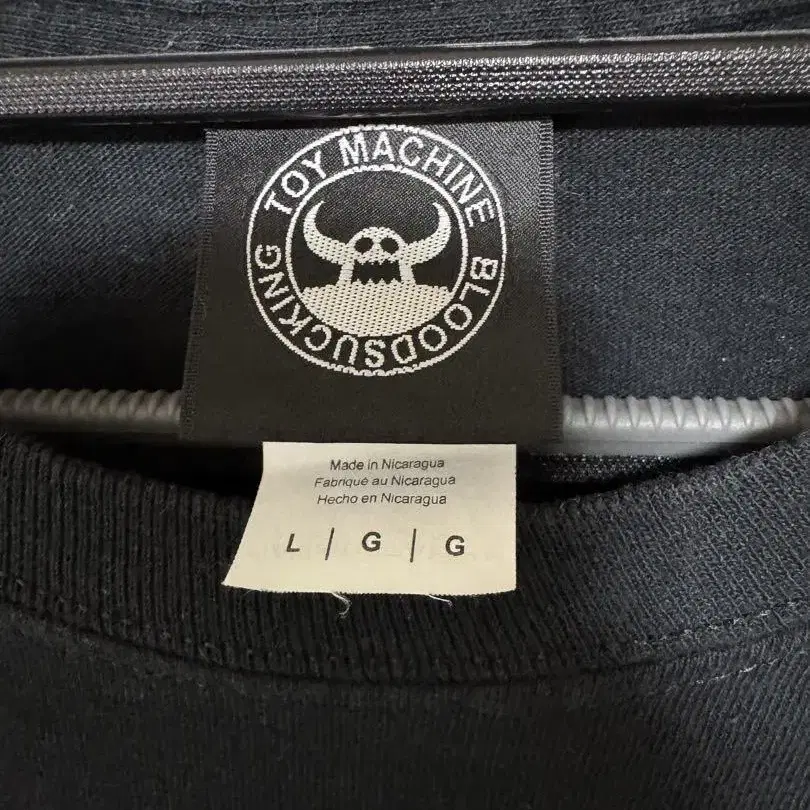 TOY MACHINE BLOODSUCKING
Made in Nicaragua
Fabriqué au Nicaragua
Hecho en Nicaragua
L | G | G